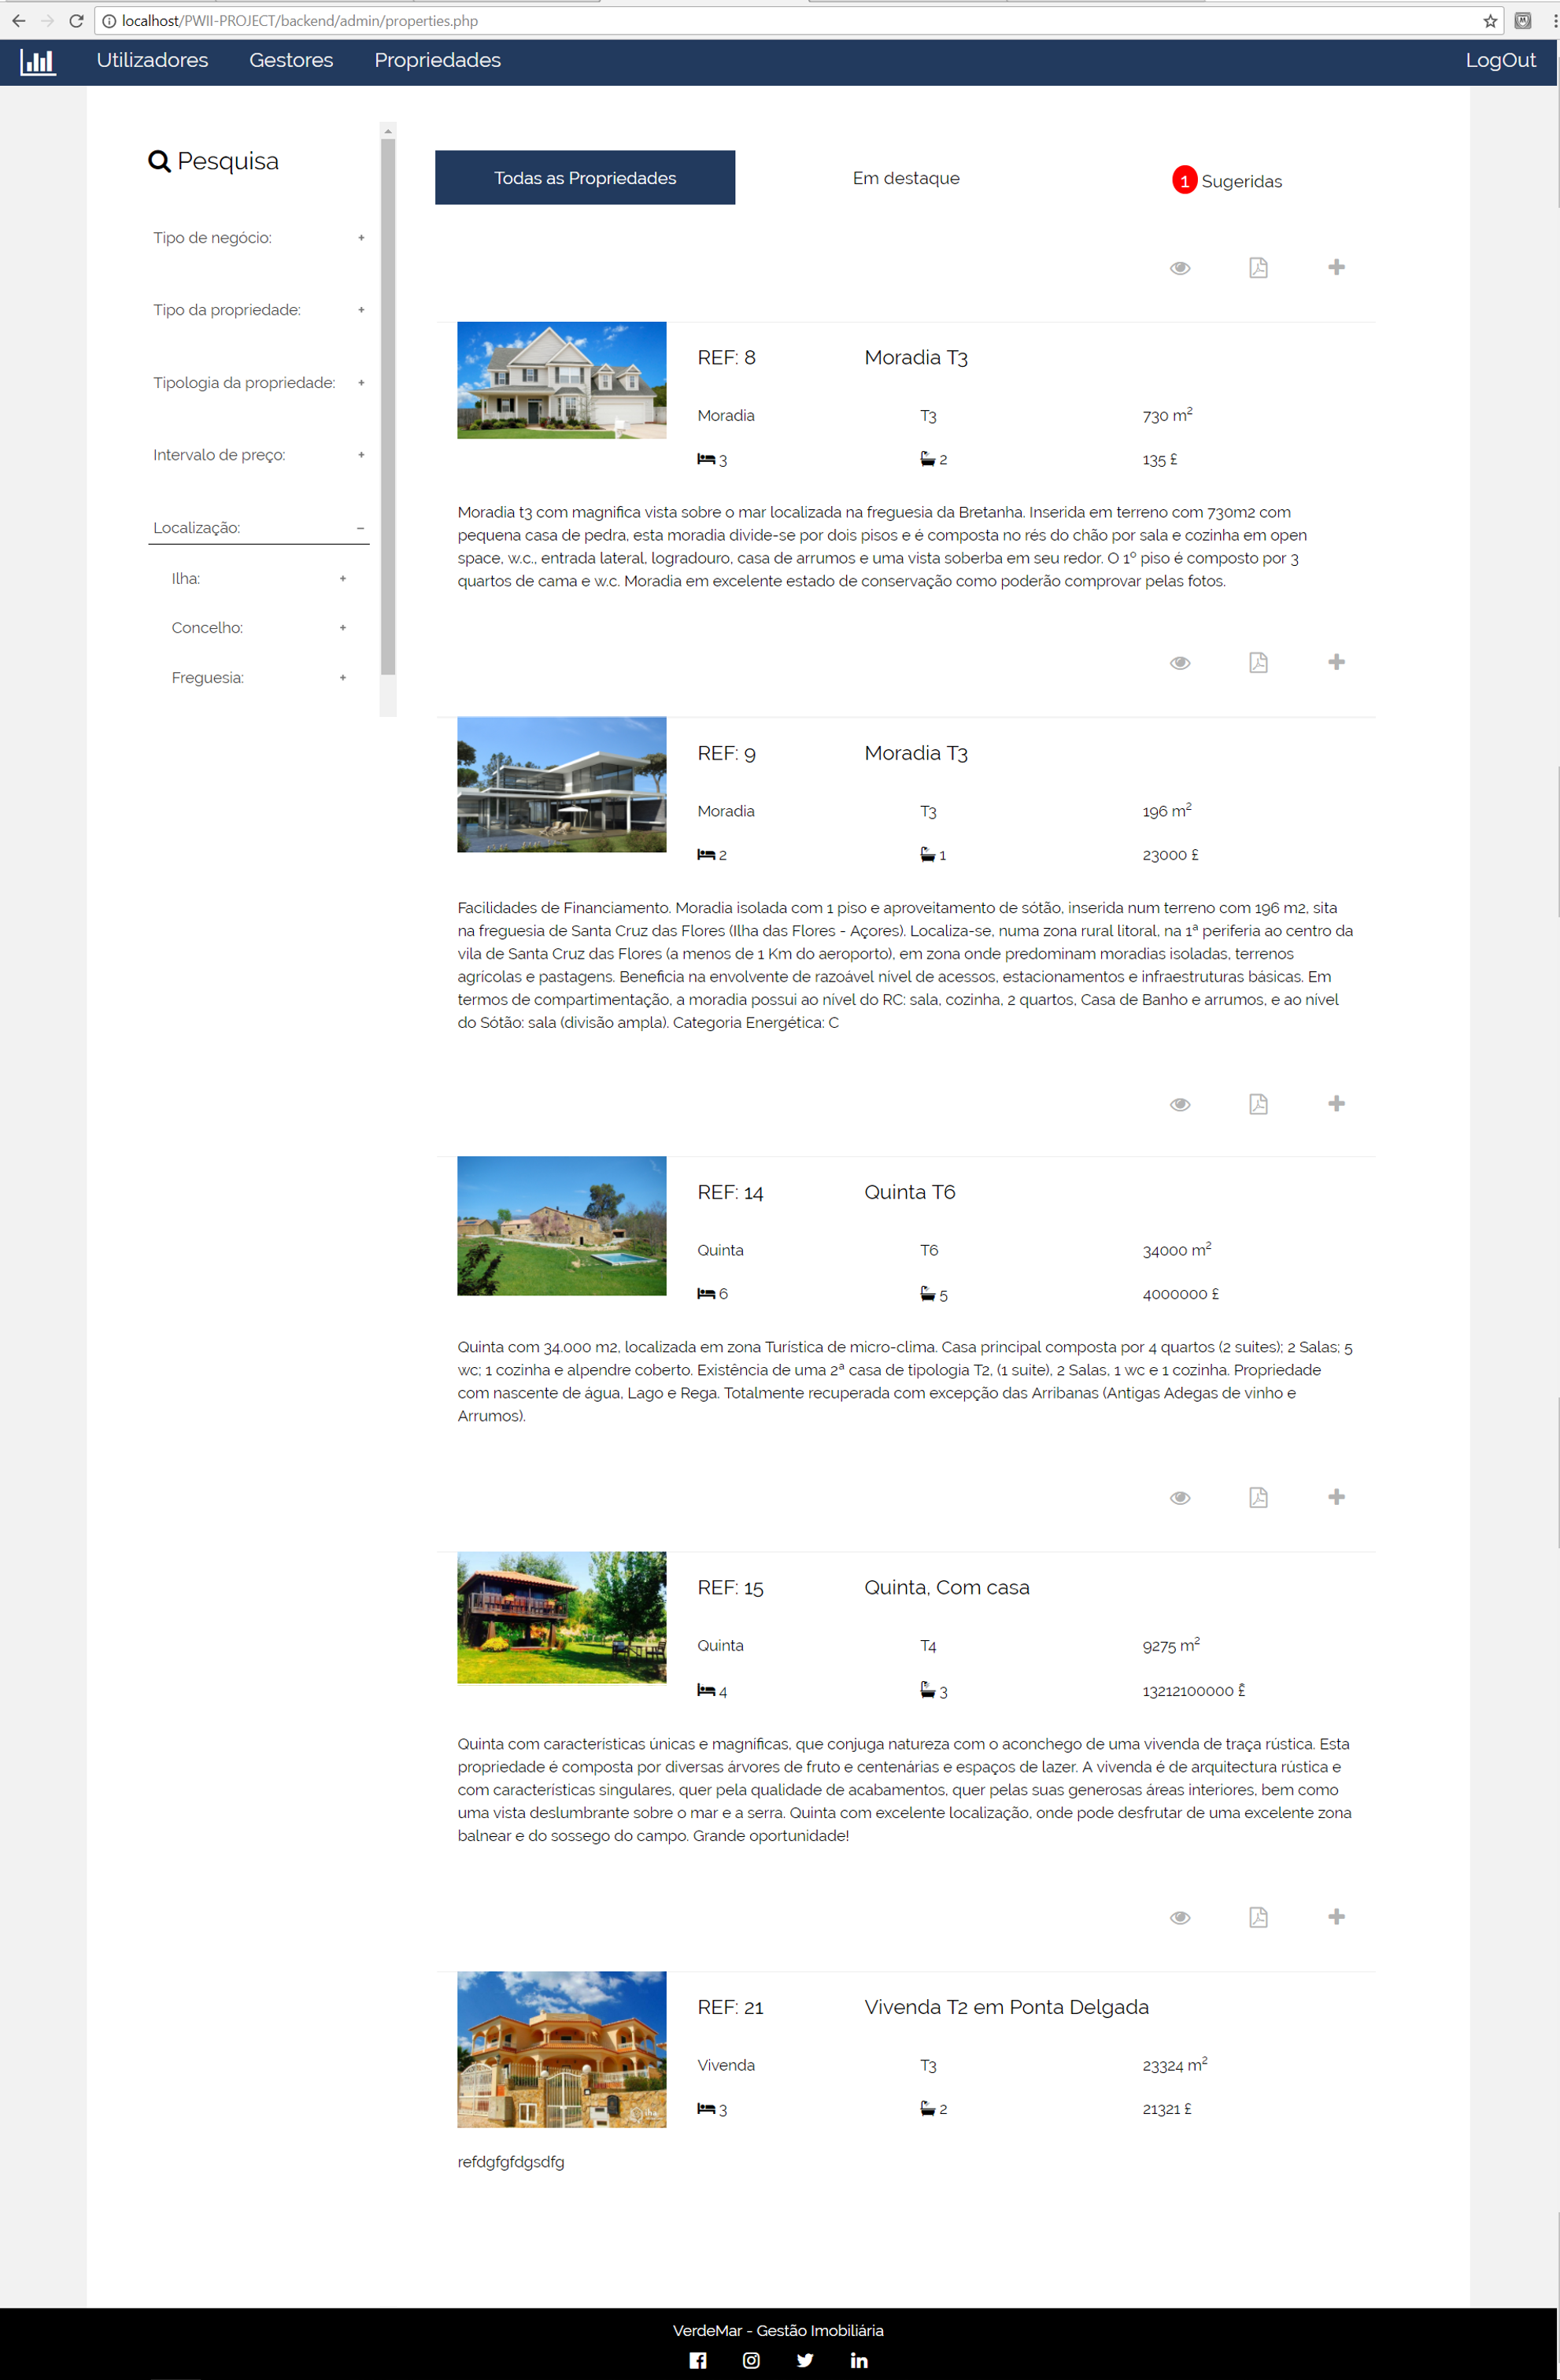 localhost/PWII-PROJECT/backend/admin/properties.php
Utilizadores Gestores Propriedades LogOut
Pesquisa
Tipo de negócio: +
Tipo da propriedade: +
Tipologia da propriedade: +
Intervalo de preço: +
Localização: −
Ilha: +
Concelho: +
Freguesia: +
Todas as Propriedades Em destaque 1 Sugeridas
REF: 8 Moradia T3
Moradia T3 730 m²
3 2 135 £
Moradia t3 com magnifica vista sobre o mar localizada na freguesia da Bretanha. Inserida em terreno com 730m2 com
pequena casa de pedra, esta moradia divide-se por dois pisos e é composta no rés do chão por sala e cozinha em open
space, w.c., entrada lateral, logradouro, casa de arrumos e uma vista soberba em seu redor. O 1º piso é composto por 3
quartos de cama e w.c. Moradia em excelente estado de conservação como poderão comprovar pelas fotos.
REF: 9 Moradia T3
Moradia T3 196 m²
2 1 23000 £
Facilidades de Financiamento. Moradia isolada com 1 piso e aproveitamento de sótão, inserida num terreno com 196 m2, sita
na freguesia de Santa Cruz das Flores (Ilha das Flores - Açores). Localiza-se, numa zona rural litoral, na 1ª periferia ao centro da
vila de Santa Cruz das Flores (a menos de 1 Km do aeroporto), em zona onde predominam moradias isoladas, terrenos
agrícolas e pastagens. Beneficia na envolvente de razoável nível de acessos, estacionamentos e infraestruturas básicas. Em
termos de compartimentação, a moradia possui ao nível do RC: sala, cozinha, 2 quartos, Casa de Banho e arrumos, e ao nível
do Sótão: sala (divisão ampla). Categoria Energética: C
REF: 14 Quinta T6
Quinta T6 34000 m²
6 5 4000000 £
Quinta com 34.000 m2, localizada em zona Turística de micro-clima. Casa principal composta por 4 quartos (2 suites); 2 Salas; 5
wc; 1 cozinha e alpendre coberto. Existência de uma 2ª casa de tipologia T2, (1 suite), 2 Salas, 1 wc e 1 cozinha. Propriedade
com nascente de água, Lago e Rega. Totalmente recuperada com excepção das Arribanas (Antigas Adegas de vinho e
Arrumos).
REF: 15 Quinta, Com casa
Quinta T4 9275 m²
4 3 13212100000 £
Quinta com características únicas e magníficas, que conjuga natureza com o aconchego de uma vivenda de traça rústica. Esta
propriedade é composta por diversas árvores de fruto e centenárias e espaços de lazer. A vivenda é de arquitectura rústica e
com características singulares, quer pela qualidade de acabamentos, quer pelas suas generosas áreas interiores, bem como
uma vista deslumbrante sobre o mar e a serra. Quinta com excelente localização, onde pode desfrutar de uma excelente zona
balnear e do sossego do campo. Grande oportunidade!
REF: 21 Vivenda T2 em Ponta Delgada
Vivenda T3 23324 m²
3 2 21321 £
refdgfgfdgsdfg
VerdeMar - Gestão Imobiliária